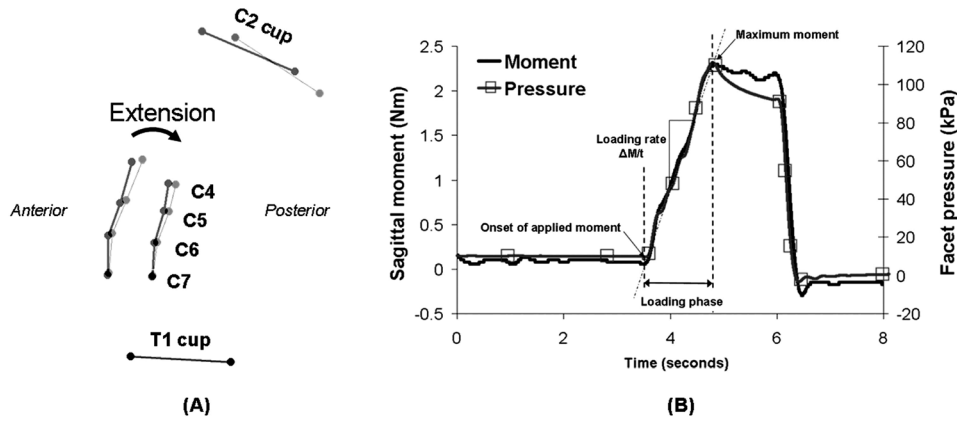 C2 cup
Extension
C4
Anterior
Posterior
C5
C6
C7
T1 cup
(A)
B)
2.5
2
1.5
1
0.5
0
-0.5
Sagittal moment (Nm)
Moment
Pressure
Maximum moment
Loading rate
ΔM/t
Onset of applied moment
Loading phase
120
100
80
60
40
20
0
-20
Facet pressure (kPa)
0
2
4
6
8
Time (seconds)
(B)